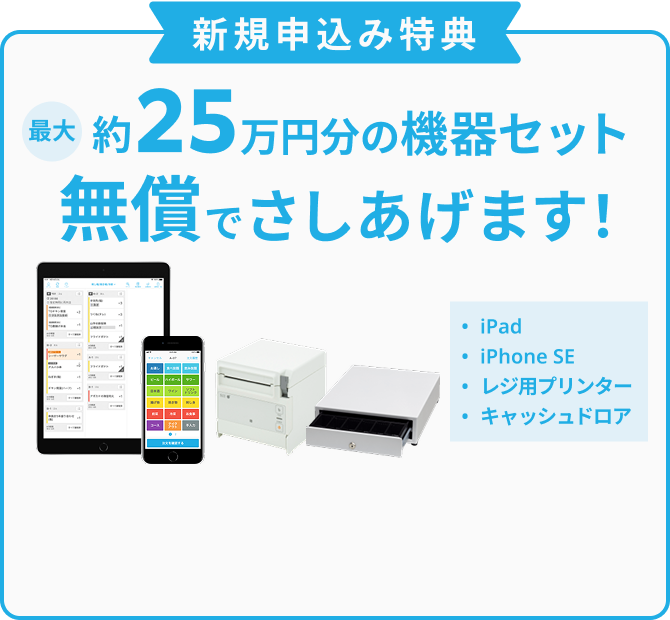 新規申込み特典
最大 約25万円分の機器セット
無償でさしあげます!
• iPad
• iPhone SE
• レジ用プリンター
• キャッシュドロア